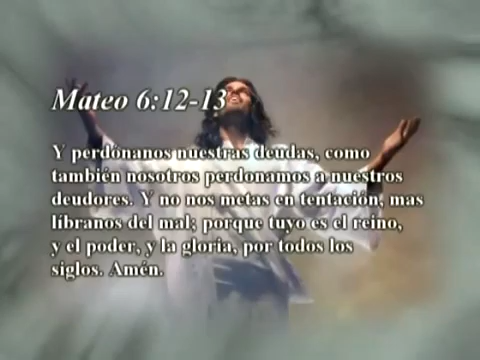 Mateo 6:12-13
Y perdónanos nuestras deudas, como
también nosotros perdonamos a nuestros
deudores. Y no nos metas en tentación, mas
líbranos del mal; porque tuyo es el reino,
y el poder, y la gloria, por todos los
siglos. Amén.